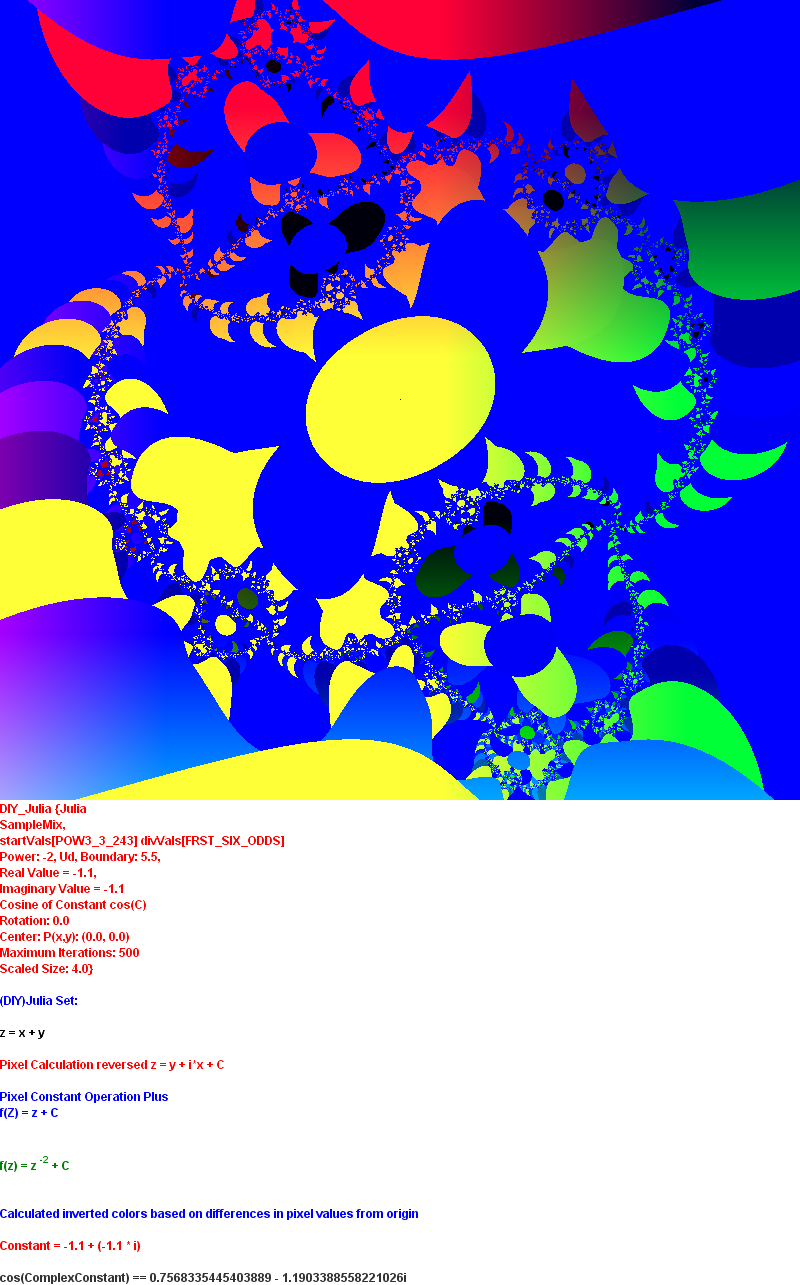 DIY_Julia {Julia
SampleMix,
startVals[POW3_3_243] divVals[FRST_SIX_ODDS]
Power: -2, Ud, Boundary: 5.5,
Real Value = -1.1,
Imaginary Value = -1.1
Cosine of Constant cos(C)
Rotation: 0.0
Center: P(x,y): (0.0, 0.0)
Maximum Iterations: 500
Scaled Size: 4.0}
(DIY)Julia Set:
z = x + y
Pixel Calculation reversed z = y + i*x + C
Pixel Constant Operation Plus
f(Z) = z + C
f(z) = z -2 + C
Calculated inverted colors based on differences in pixel values from origin
Constant = -1.1 + (-1.1 * i)
cos(ComplexConstant) == 0.7568335445403889 - 1.1903388558221026i